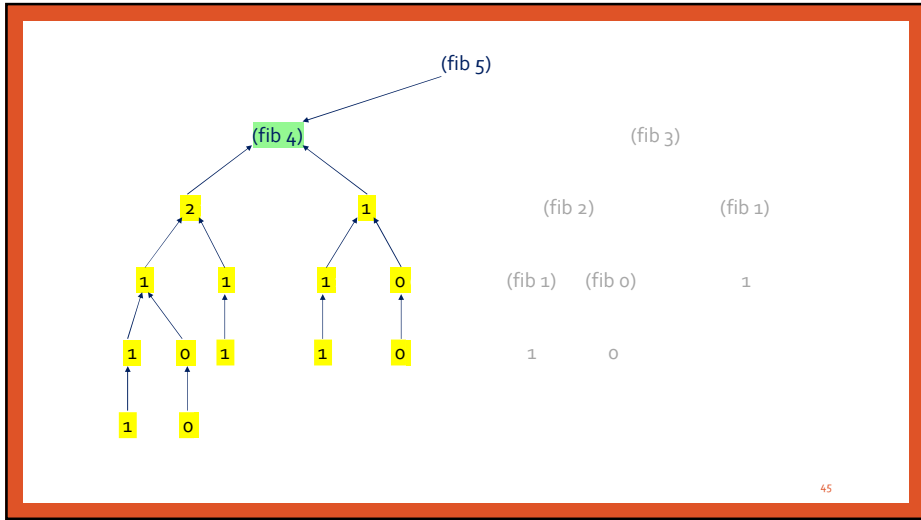 (fib 5)
(fib 4) (fib 3)
2 1 (fib 2) (fib 1)
1 1 1 0 (fib 1) (fib 0) 1
1 0 1 1 0 1 0
1 0
45